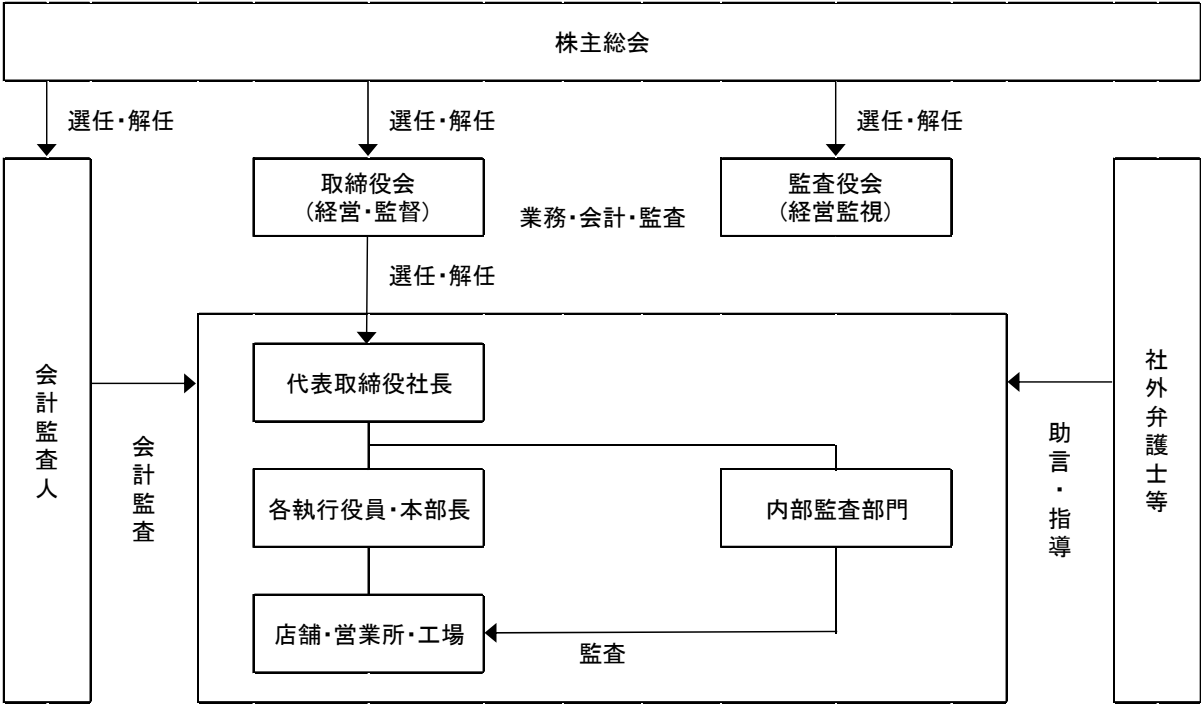 株主総会
選任・解任
選任・解任
選任・解任
取締役会
（経営・監督）
業務・会計・監査
監査役会
（経営監視）
選任・解任
会計監査人
会計監査
代表取締役社長
各執行役員・本部長
内部監査部門
店舗・営業所・工場
監査
助言・指導
社外弁護士等